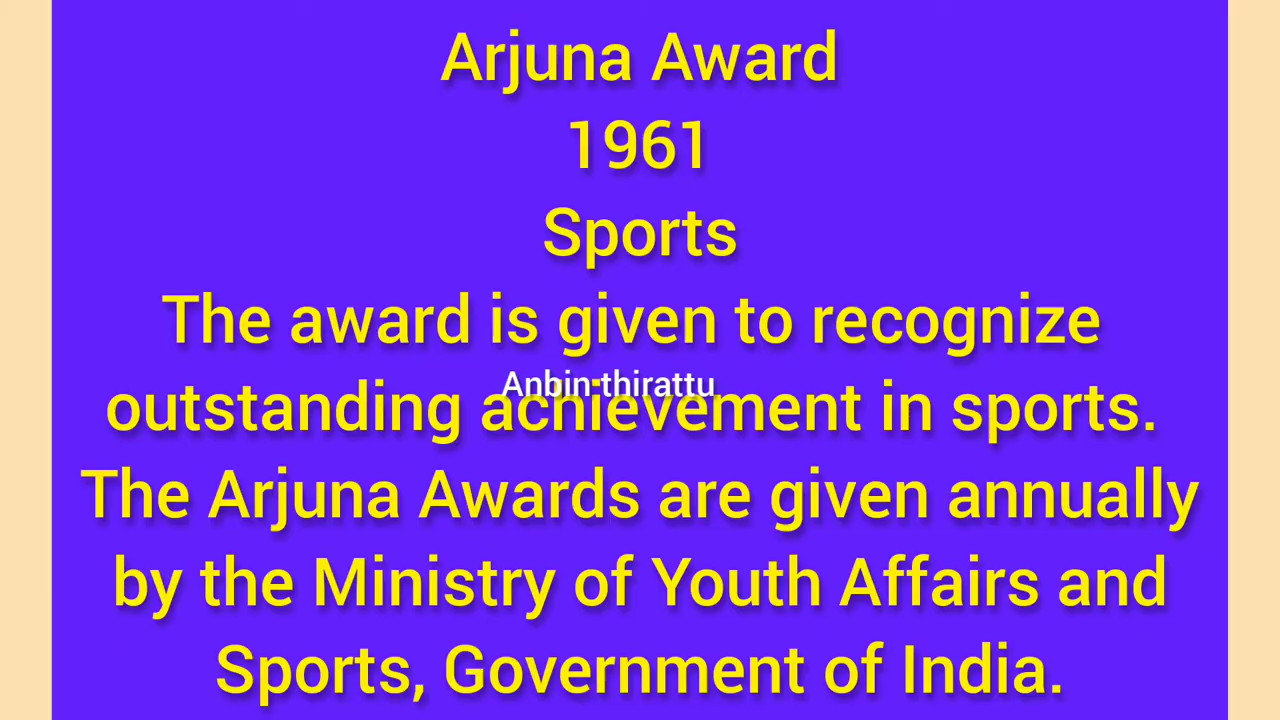 Arjuna Award
1961
Sports
The award is given to recognize
Anbin thirattu
outstanding achievement in sports.
The Arjuna Awards are given annually
by the Ministry of Youth Affairs and
Sports, Government of India.